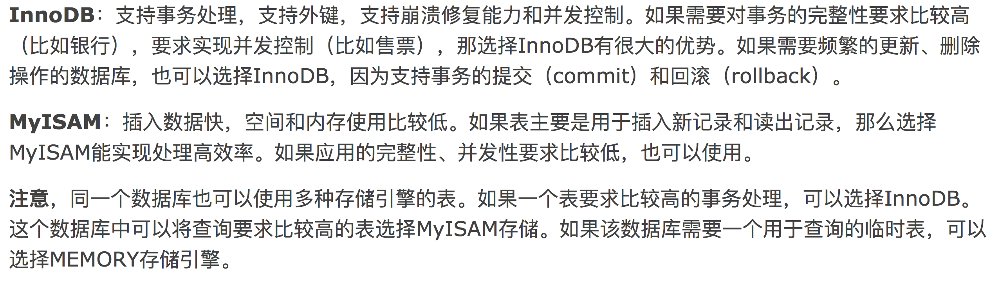 InnoDB：支持事务处理，支持外键，支持崩溃修复能力和并发控制。如果需要对事务的完整性要求比较高
（比如银行），要求实现并发控制（比如售票），那选择InnoDB有很大的优势。如果需要频繁的更新、删除
操作的数据库，也可以选择InnoDB，因为支持事务的提交（commit）和回滚（rollback）。
MyISAM：插入数据快，空间和内存使用比较低。如果表主要是用于插入新记录和读出记录，那么选择
MyISAM能实现处理高效率。如果应用的完整性、并发性要求比较低，也可以使用。
注意，同一个数据库也可以使用多种存储引擎的表。如果一个表要求比较高的事务处理，可以选择InnoDB。
这个数据库中可以将查询要求比较高的表选择MyISAM存储。如果该数据库需要一个用于查询的临时表，可以
选择MEMORY存储引擎。